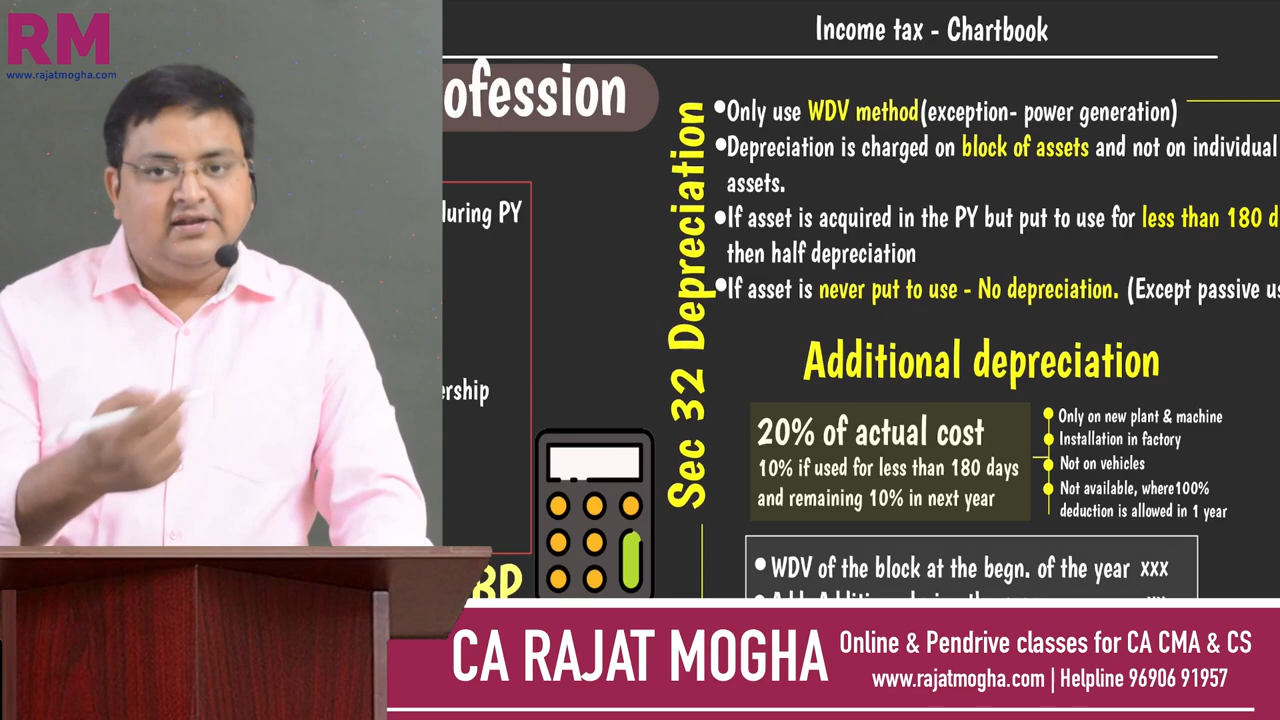 RM
www.rajatmogha.com
Income tax - Chartbook
ofession
during PY
ership
BP
Sec 32 Depreciation
•Only use WDV method(exception- power generation)
•Depreciation is charged on block of assets and not on individual
assets.
•If asset is acquired in the PY but put to use for less than 180 d
then half depreciation
•If asset is never put to use - No depreciation. (Except passive us
Additional depreciation
20% of actual cost
10% if used for less than 180 days
and remaining 10% in next year
Only on new plant & machine
Installation in factory
Not on vehicles
Not available, where100%
deduction is allowed in 1 year
• WDV of the block at the begn. of the year xxx
CA RAJAT MOGHA
Online & Pendrive classes for CA CMA & CS
www.rajatmogha.com | Helpline 96906 91957